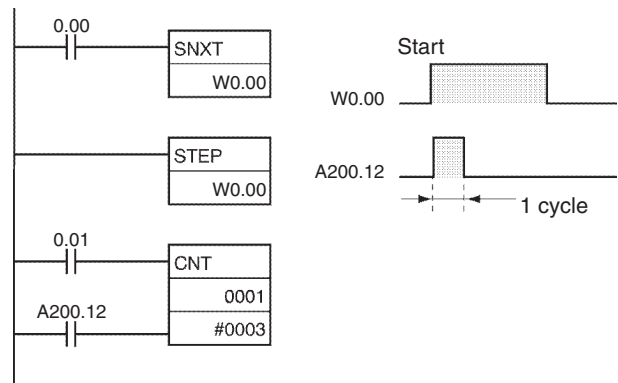 0.00
SNXT
W0.00
STEP
W0.00
0.01
CNT
0001
A200.12
#0003
Start
W0.00
A200.12
1 cycle